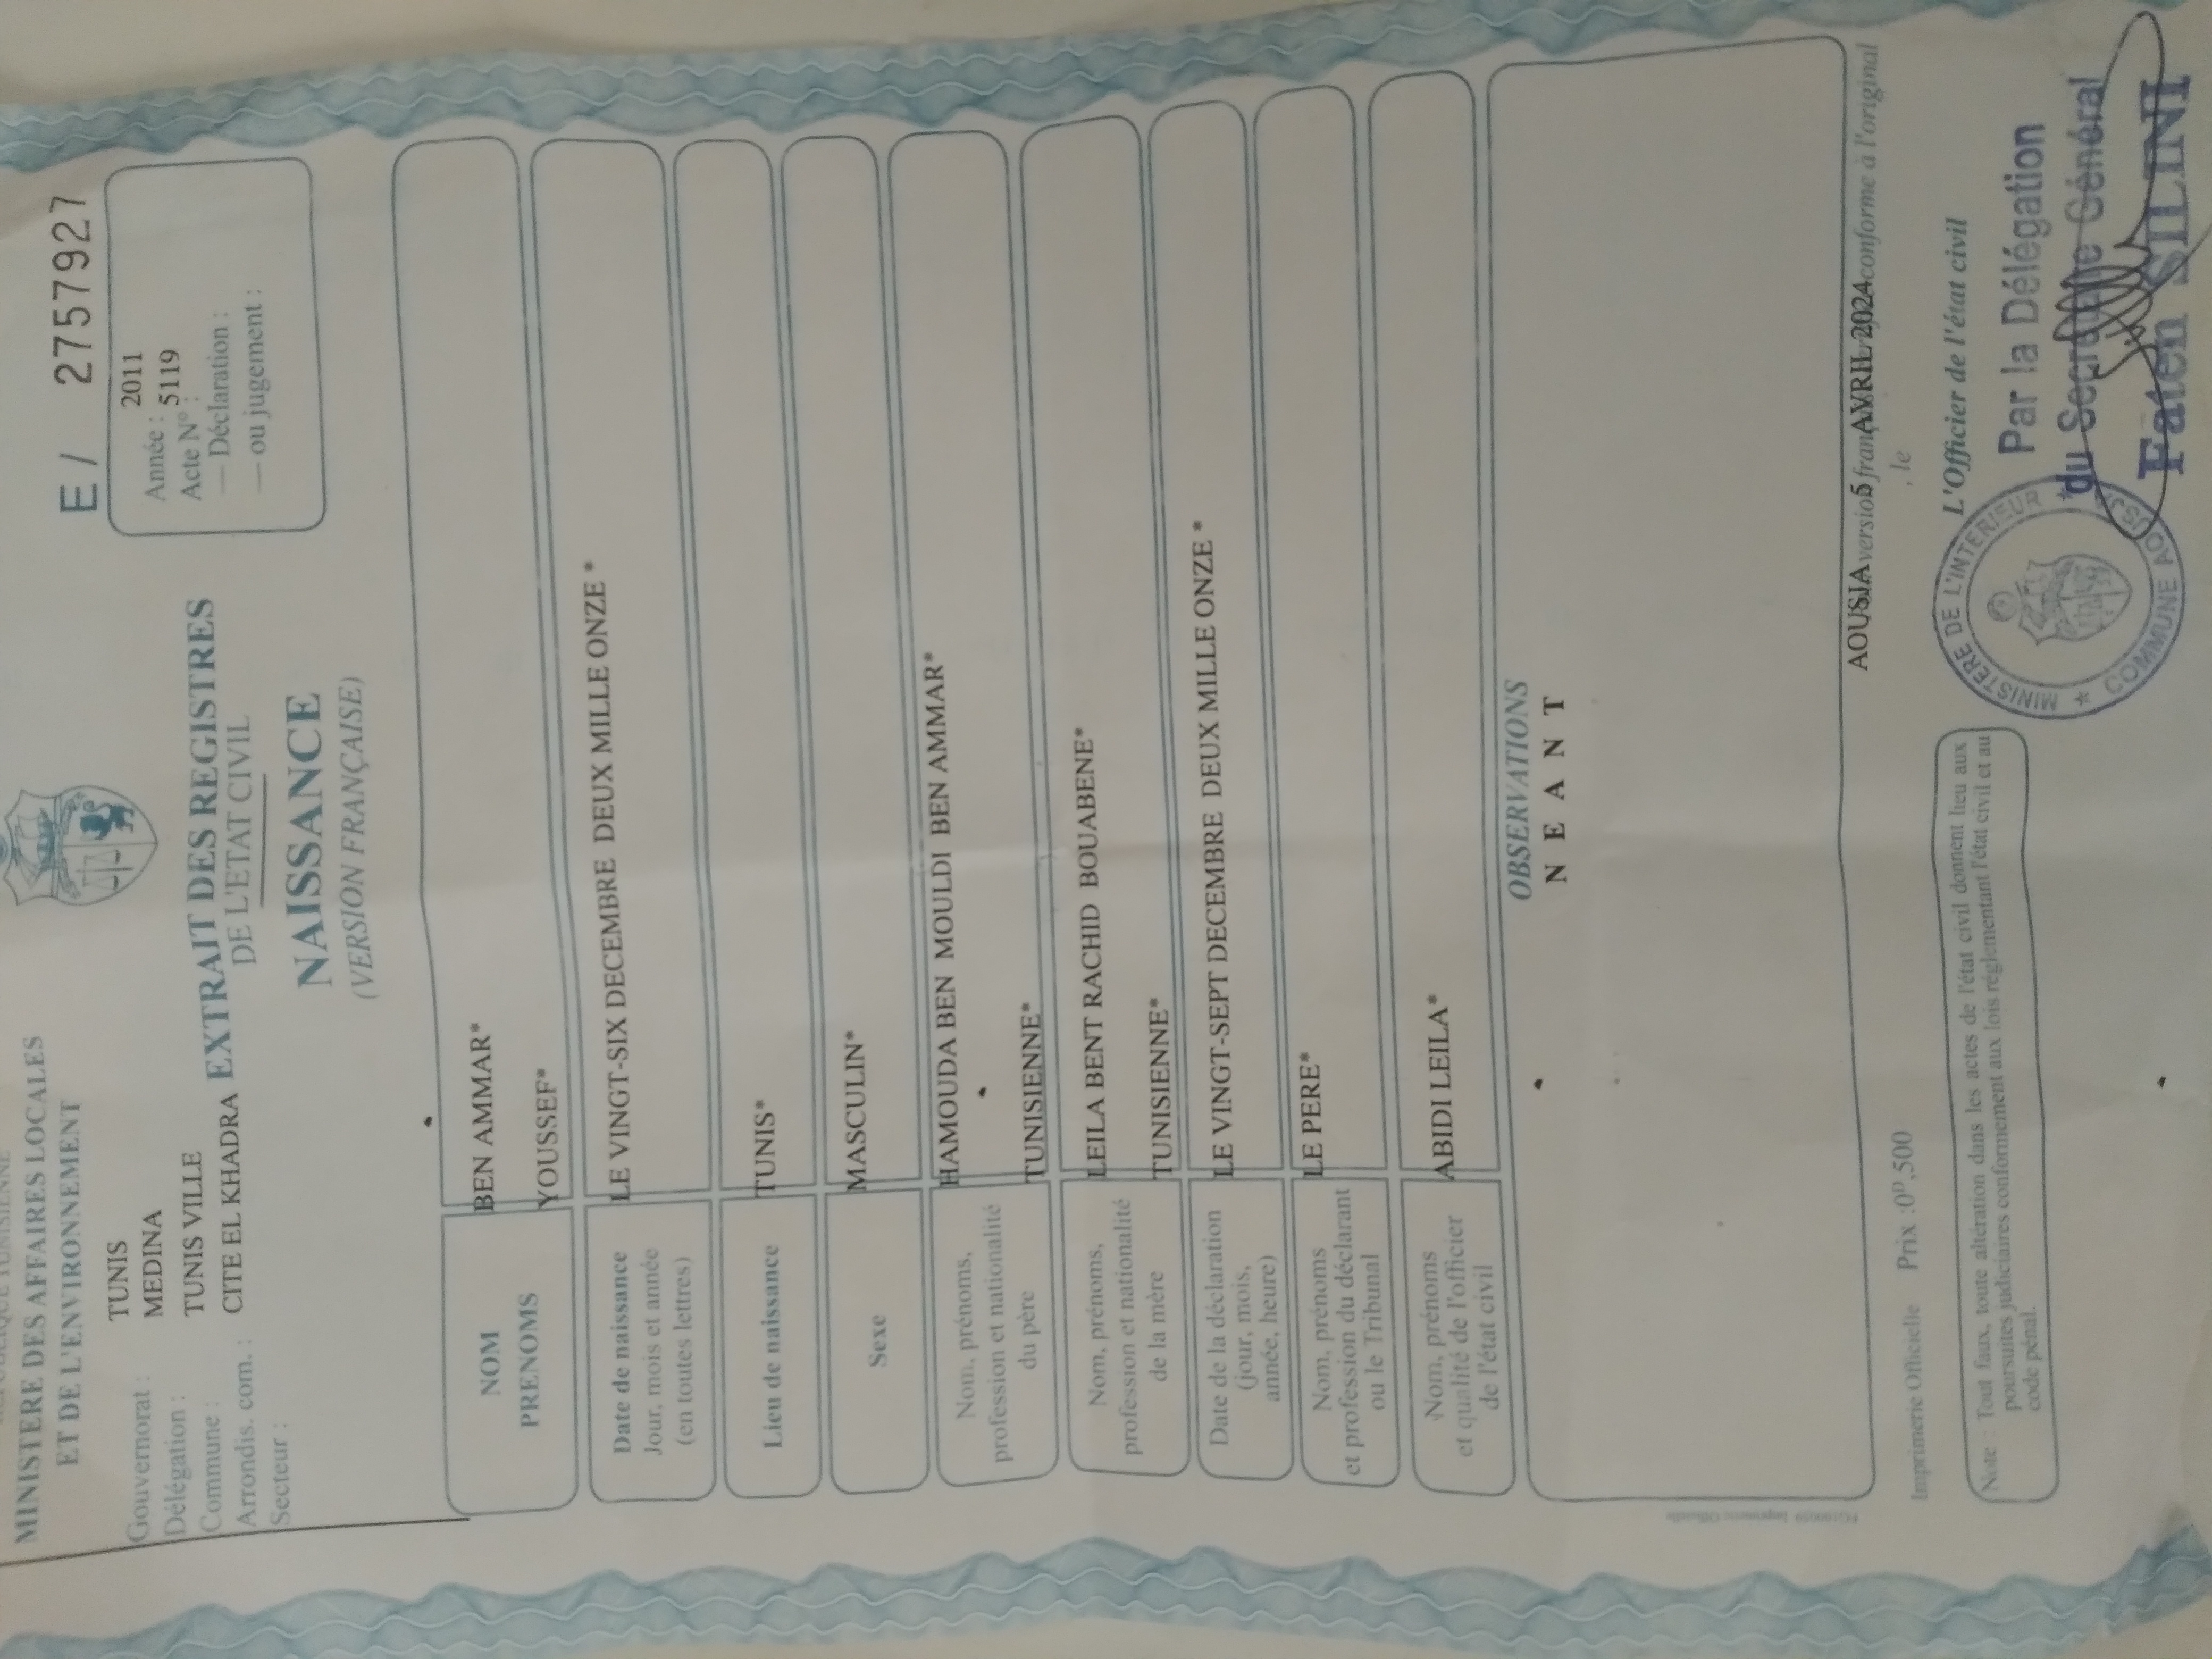 MINISTERE DES AFFAIRES LOCALES
ET DE L'ENVIRONNEMENT
Gouvernorat : TUNIS
Délégation : MEDINA
Commune : TUNIS VILLE
Arrondis. com. : CITE EL KHADRA
Secteur :
E / 2757927
Année : 2011
Acte N° : 5119
— Déclaration :
— ou jugement :
EXTRAIT DES REGISTRES
DE L'ETAT CIVIL
NAISSANCE
(VERSION FRANÇAISE)
NOM BEN AMMAR*
PRENOMS YOUSSEF*
Date de naissance
Jour, mois et année
(en toutes lettres)
LE VINGT-SIX DECEMBRE DEUX MILLE ONZE *
Lieu de naissance TUNIS*
Sexe MASCULIN*
Nom, prénoms,
profession et nationalité
du père
HAMOUDA BEN MOULDI BEN AMMAR*
TUNISIENNE*
Nom, prénoms,
profession et nationalité
de la mère
LEILA BENT RACHID BOUABENE*
TUNISIENNE*
Date de la déclaration
(jour, mois,
année, heure)
LE VINGT-SEPT DECEMBRE DEUX MILLE ONZE *
Nom, prénoms
et profession du déclarant
ou le Tribunal
LE PERE*
Nom, prénoms
et qualité de l'officier
de l'état civil
ABIDI LEILA*
OBSERVATIONS
N E A N T
AOUSJA version 5 AVRIL 2024 conforme à l'original
, le
Imprimerie Officielle Prix :0ᴰ,500
L'Officier de l'état civil
Par la Délégation
du Secrétaire Général
Faten SILINI
MINISTERE DE L'INTERIEUR
COMMUNE AOUSJA
Note : Tout faux, toute altération dans les actes de l'état civil donnent lieu aux
poursuites judiciaires conformement aux lois réglementant l'état civil et au
code pénal.